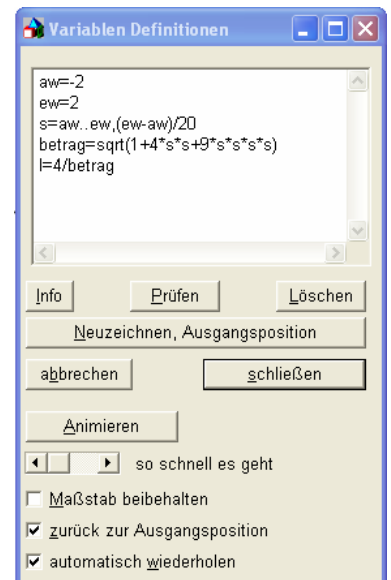 Variablen Definitionen
aw=-2
ew=2
s=aw..ew,(ew-aw)/20
betrag=sqrt(1+4*s*s+9*s*s*s*s)
l=4/betrag
Info Prüfen Löschen
Neuzeichnen, Ausgangsposition
abbrechen schließen
Animieren
so schnell es geht
Maßstab beibehalten
zurück zur Ausgangsposition
automatisch wiederholen